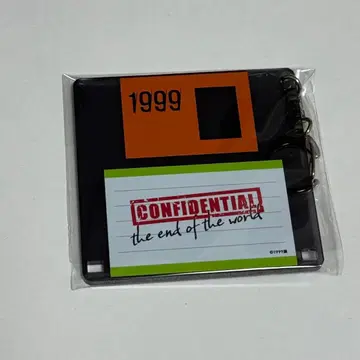 1999
CONFIDENTIAL
the end of the world